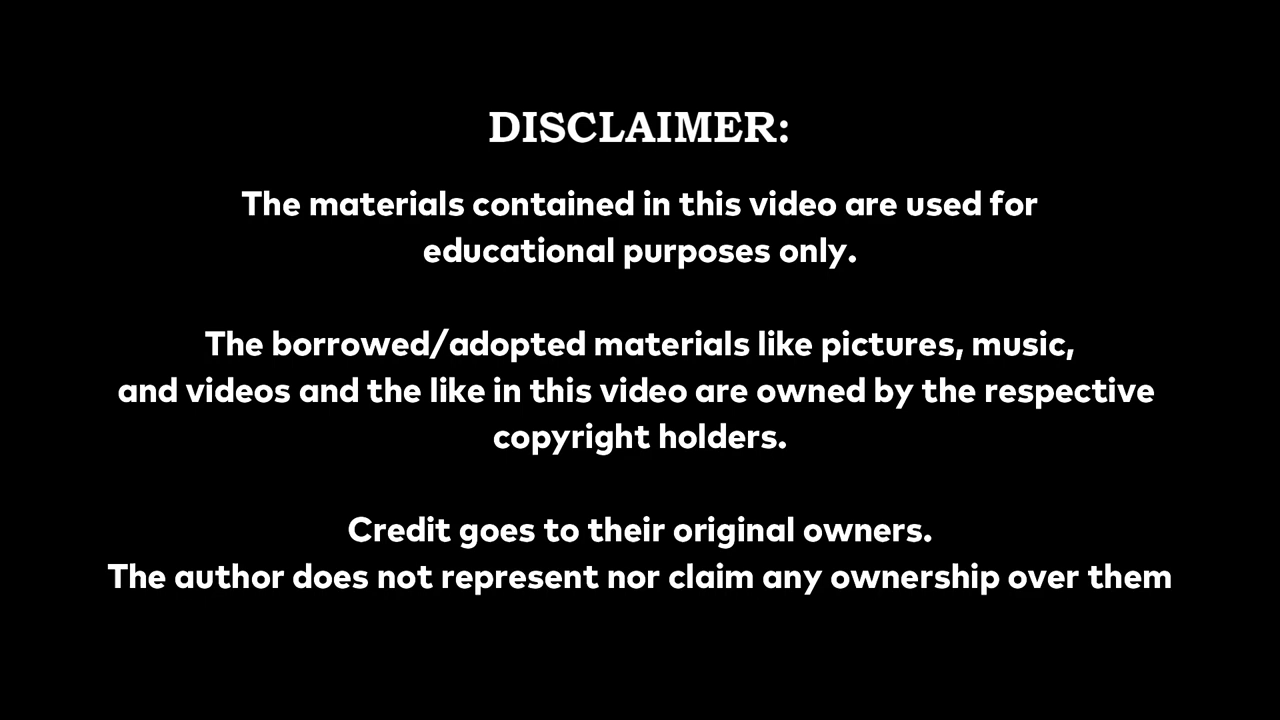 DISCLAIMER:
The materials contained in this video are used for
educational purposes only.
The borrowed/adopted materials like pictures, music,
and videos and the like in this video are owned by the respective
copyright holders.
Credit goes to their original owners.
The author does not represent nor claim any ownership over them